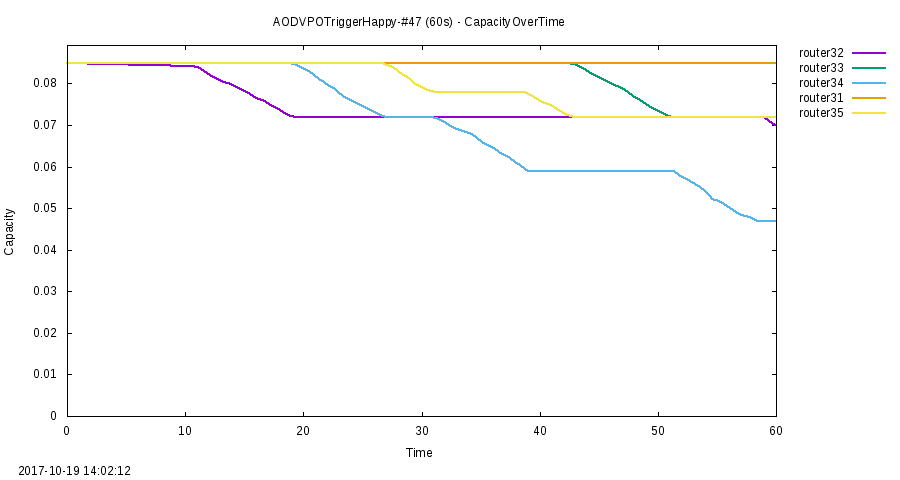 AODVPOTriggerHappy-#47 (60s) - CapacityOverTime
router32
router33
router34
router31
router35
0.08
0.07
0.06
0.05
0.04
0.03
0.02
0.01
0
Capacity
0 10 20 30 40 50 60
Time
2017-10-19 14:02:12